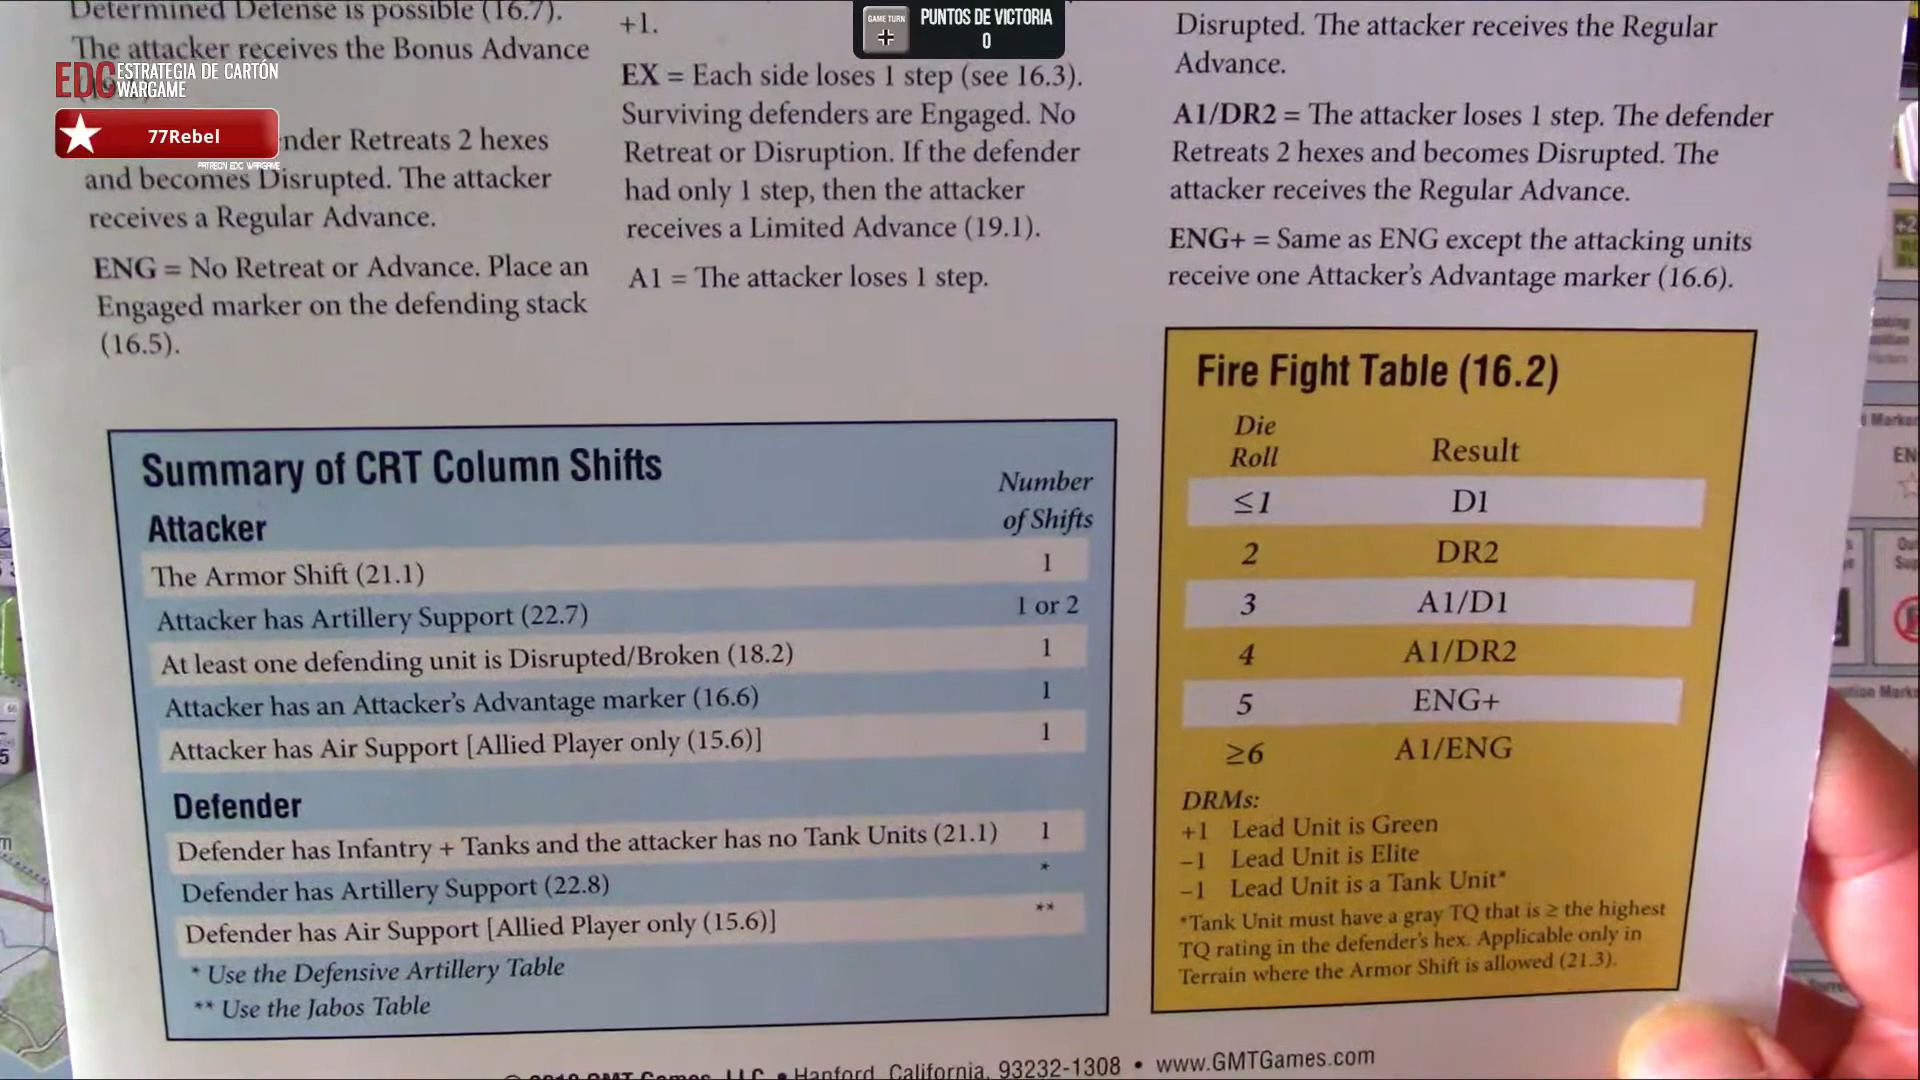 GAME TURN
PUNTOS DE VICTORIA
0
EDC ESTRATEGIA DE CARTÓN
WARGAME
77Rebel
PATREON EDC WARGAME
Determined Defense is possible (16.7).
The attacker receives the Bonus Advance
nder Retreats 2 hexes
and becomes Disrupted. The attacker
receives a Regular Advance.
ENG = No Retreat or Advance. Place an
Engaged marker on the defending stack
(16.5).
+1.
EX = Each side loses 1 step (see 16.3).
Surviving defenders are Engaged. No
Retreat or Disruption. If the defender
had only 1 step, then the attacker
receives a Limited Advance (19.1).
A1 = The attacker loses 1 step.
Disrupted. The attacker receives the Regular
Advance.
A1/DR2 = The attacker loses 1 step. The defender
Retreats 2 hexes and becomes Disrupted. The
attacker receives the Regular Advance.
ENG+ = Same as ENG except the attacking units
receive one Attacker's Advantage marker (16.6).
Summary of CRT Column Shifts
Number
of Shifts
Attacker
The Armor Shift (21.1) 1
Attacker has Artillery Support (22.7) 1 or 2
At least one defending unit is Disrupted/Broken (18.2) 1
Attacker has an Attacker's Advantage marker (16.6) 1
Attacker has Air Support [Allied Player only (15.6)] 1
Defender
Defender has Infantry + Tanks and the attacker has no Tank Units (21.1) 1
Defender has Artillery Support (22.8) *
Defender has Air Support [Allied Player only (15.6)] **
* Use the Defensive Artillery Table
** Use the Jabos Table
Fire Fight Table (16.2)
Die
Roll Result
≤1 D1
2 DR2
3 A1/D1
4 A1/DR2
5 ENG+
≥6 A1/ENG
DRMs:
+1 Lead Unit is Green
−1 Lead Unit is Elite
−1 Lead Unit is a Tank Unit*
*Tank Unit must have a gray TQ that is ≥ the highest
TQ rating in the defender's hex. Applicable only in
Terrain where the Armor Shift is allowed (21.3).
GMT Games, LLC • Hanford, California, 93232-1308 • www.GMTGames.com